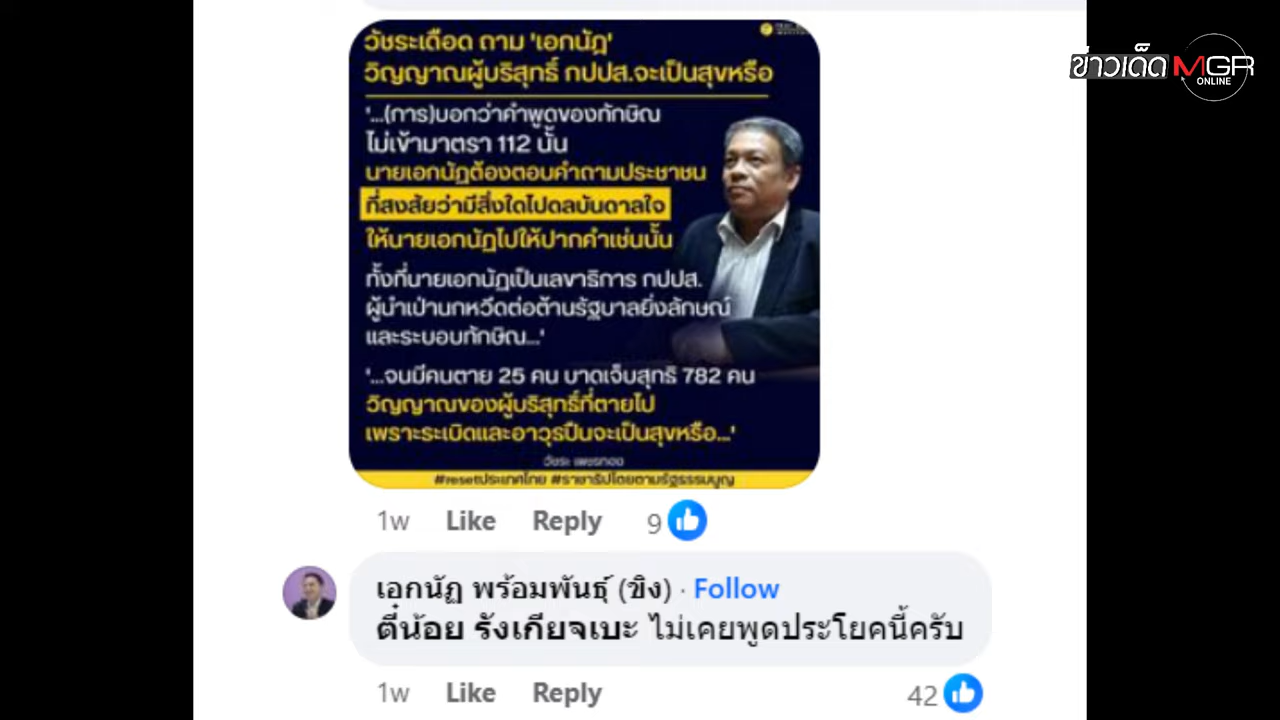 วัชระเดือด ถาม 'เอกนัฏ'
วิญญาณผู้บริสุทธิ์ กปปส.จะเป็นสุขหรือ
'...(การ)บอกว่าคำพูดของทักษิณ
ไม่เข้ามาตรา 112 นั้น
นายเอกนัฏต้องตอบคำถามประชาชน
ที่สงสัยว่ามีสิ่งใดไปดลบันดาลใจ
ให้นายเอกนัฏไปให้ปากคำเช่นนั้น
ทั้งที่นายเอกนัฏเป็นเลขาธิการ กปปส.
ผู้นำเป่านกหวีดต่อต้านรัฐบาลยิ่งลักษณ์
และระบอบทักษิณ...'
'...จนมีคนตาย 25 คน บาดเจ็บสุทธิ 782 คน
วิญญาณของผู้บริสุทธิ์ที่ตายไป
เพราะระเบิดและอาวุธปืนจะเป็นสุขหรือ...'
วัชระ เพชรทอง
#resetประเทศไทย #ราชาธิปไตยตามรัฐธรรมนูญ
ข่าวเด็ด MGR ONLINE
1w Like Reply 9
เอกนัฏ พร้อมพันธุ์ (ขิง) · Follow
ตี๋น้อย รังเกียจเบะ ไม่เคยพูดประโยคนี้ครับ
1w Like Reply 42